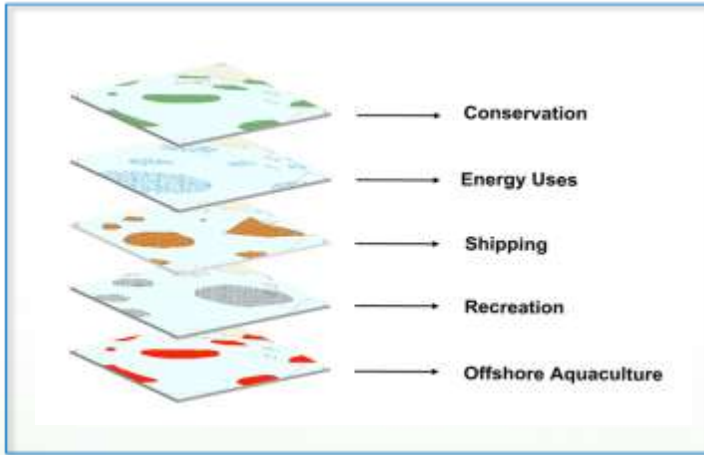 Conservation
Energy Uses
Shipping
Recreation
Offshore Aquaculture